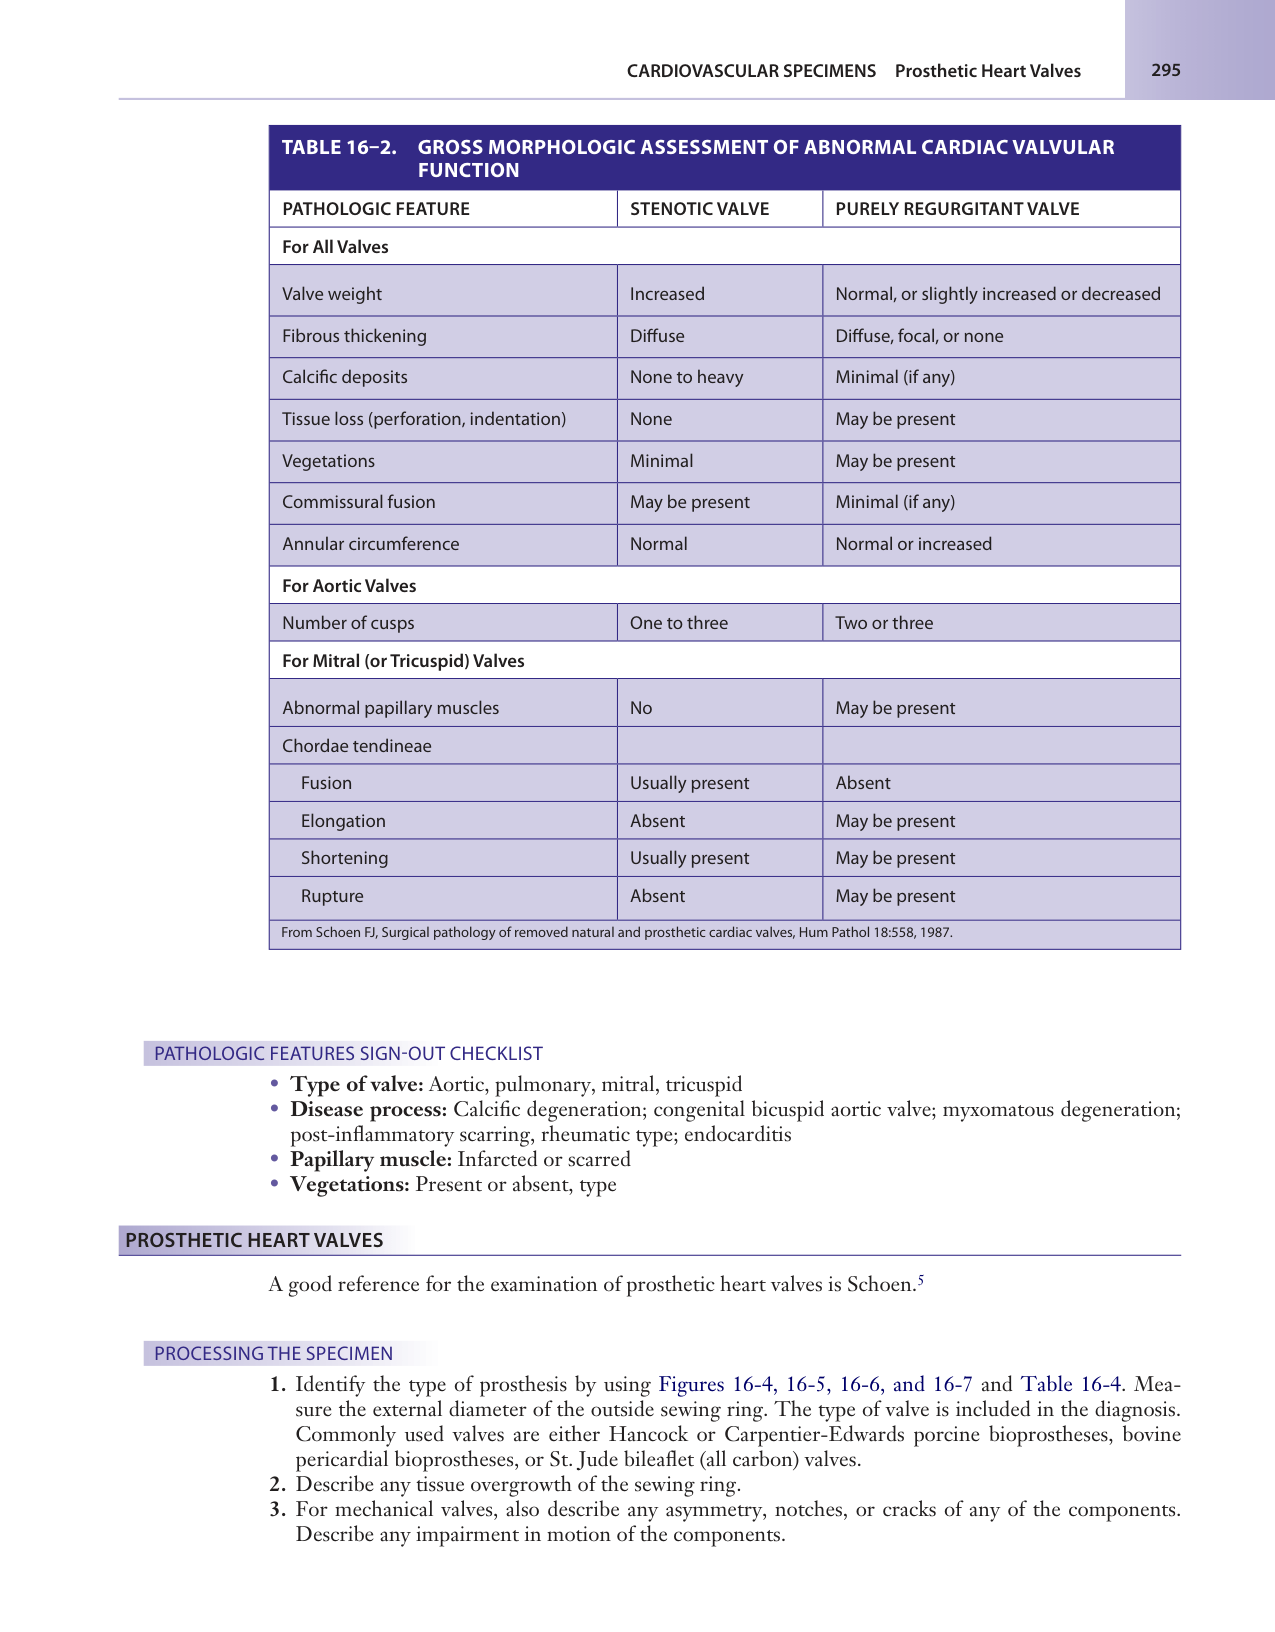 CARDIOVASCULAR SPECIMENS Prosthetic Heart Valves 295
TABLE 16–2. GROSS MORPHOLOGIC ASSESSMENT OF ABNORMAL CARDIAC VALVULAR
FUNCTION
PATHOLOGIC FEATURE STENOTIC VALVE PURELY REGURGITANT VALVE
For All Valves
Valve weight Increased Normal, or slightly increased or decreased
Fibrous thickening Diffuse Diffuse, focal, or none
Calcific deposits None to heavy Minimal (if any)
Tissue loss (perforation, indentation) None May be present
Vegetations Minimal May be present
Commissural fusion May be present Minimal (if any)
Annular circumference Normal Normal or increased
For Aortic Valves
Number of cusps One to three Two or three
For Mitral (or Tricuspid) Valves
Abnormal papillary muscles No May be present
Chordae tendineae
Fusion Usually present Absent
Elongation Absent May be present
Shortening Usually present May be present
Rupture Absent May be present
From Schoen FJ, Surgical pathology of removed natural and prosthetic cardiac valves, Hum Pathol 18:558, 1987.
PATHOLOGIC FEATURES SIGN-OUT CHECKLIST
• Type of valve: Aortic, pulmonary, mitral, tricuspid
• Disease process: Calcific degeneration; congenital bicuspid aortic valve; myxomatous degeneration;
post-inflammatory scarring, rheumatic type; endocarditis
• Papillary muscle: Infarcted or scarred
• Vegetations: Present or absent, type
PROSTHETIC HEART VALVES
A good reference for the examination of prosthetic heart valves is Schoen.5
PROCESSING THE SPECIMEN
1. Identify the type of prosthesis by using Figures 16-4, 16-5, 16-6, and 16-7 and Table 16-4. Mea-
sure the external diameter of the outside sewing ring. The type of valve is included in the diagnosis.
Commonly used valves are either Hancock or Carpentier-Edwards porcine bioprostheses, bovine
pericardial bioprostheses, or St. Jude bileaflet (all carbon) valves.
2. Describe any tissue overgrowth of the sewing ring.
3. For mechanical valves, also describe any asymmetry, notches, or cracks of any of the components.
Describe any impairment in motion of the components.